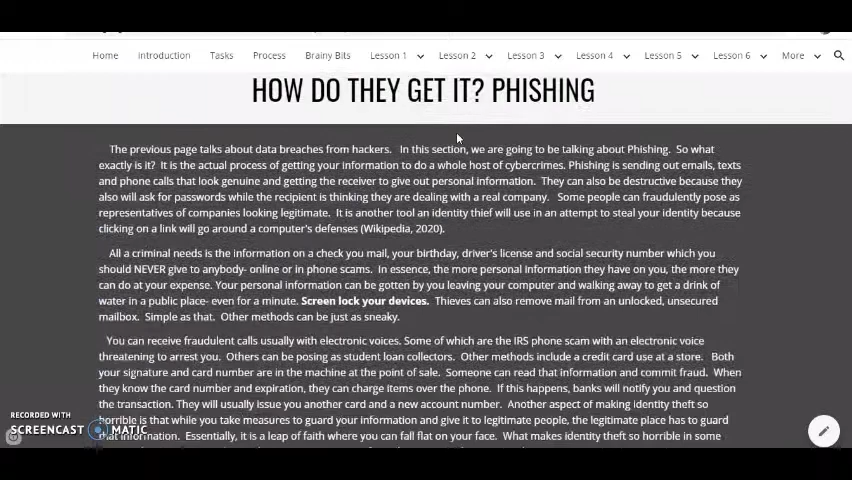 Home Introduction Tasks Process Brainy Bits Lesson 1 Lesson 2 Lesson 3 Lesson 4 Lesson 5 Lesson 6 More
HOW DO THEY GET IT? PHISHING
The previous page talks about data breaches from hackers. In this section, we are going to be talking about Phishing. So what
exactly is it? It is the actual process of getting your information to do a whole host of cybercrimes. Phishing is sending out emails, texts
and phone calls that look genuine and getting the receiver to give out personal information. They can also be destructive because they
also will ask for passwords while the recipient is thinking they are dealing with a real company. Some people can fraudulently pose as
representatives of companies looking legitimate. It is another tool an identity thief will use in an attempt to steal your identity because
clicking on a link will go around a computer's defenses (Wikipedia, 2020).
All a criminal needs is the information on a check you mail, your birthday, driver's license and social security number which you
should NEVER give to anybody- online or in phone scams. In essence, the more personal information they have on you, the more they
can do at your expense. Your personal information can be gotten by you leaving your computer and walking away to get a drink of
water in a public place- even for a minute. Screen lock your devices. Thieves can also remove mail from an unlocked, unsecured
mailbox. Simple as that. Other methods can be just as sneaky.
You can receive fraudulent calls usually with electronic voices. Some of which are the IRS phone scam with an electronic voice
threatening to arrest you. Others can be posing as student loan collectors. Other methods include a credit card use at a store. Both
your signature and card number are in the machine at the point of sale. Someone can read that information and commit fraud. When
they know the card number and expiration, they can charge items over the phone. If this happens, banks will notify you and question
the transaction. They will usually issue you another card and a new account number. Another aspect of making identity theft so
horrible is that while you take measures to guard your information and give it to legitimate people, the legitimate place has to guard
that information. Essentially, it is a leap of faith where you can fall flat on your face. What makes identity theft so horrible in some
RECORDED WITH
SCREENCAST MATIC